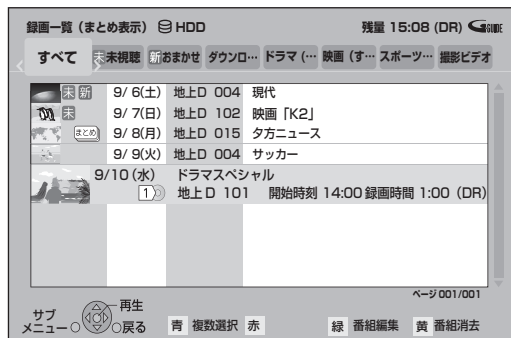 録画一覧（まとめ表示） HDD 残量 15:08 (DR) GGUIDE
すべて 未 未視聴 新 おまかせ ダウンロ… ドラマ (… 映画 (す… スポーツ… 撮影ビデオ
未 新 9/ 6(土) 地上D 004 現代
未 9/ 7(日) 地上D 102 映画「K2」
まとめ 9/ 8(月) 地上D 015 夕方ニュース
9/ 9(火) 地上D 004 サッカー
9/10(水) ドラマスペシャル
1 地上D 101 開始時刻 14:00 録画時間 1:00 (DR)
ページ 001/001
サブメニュー 再生 戻る 青 複数選択 赤 緑 番組編集 黄 番組消去